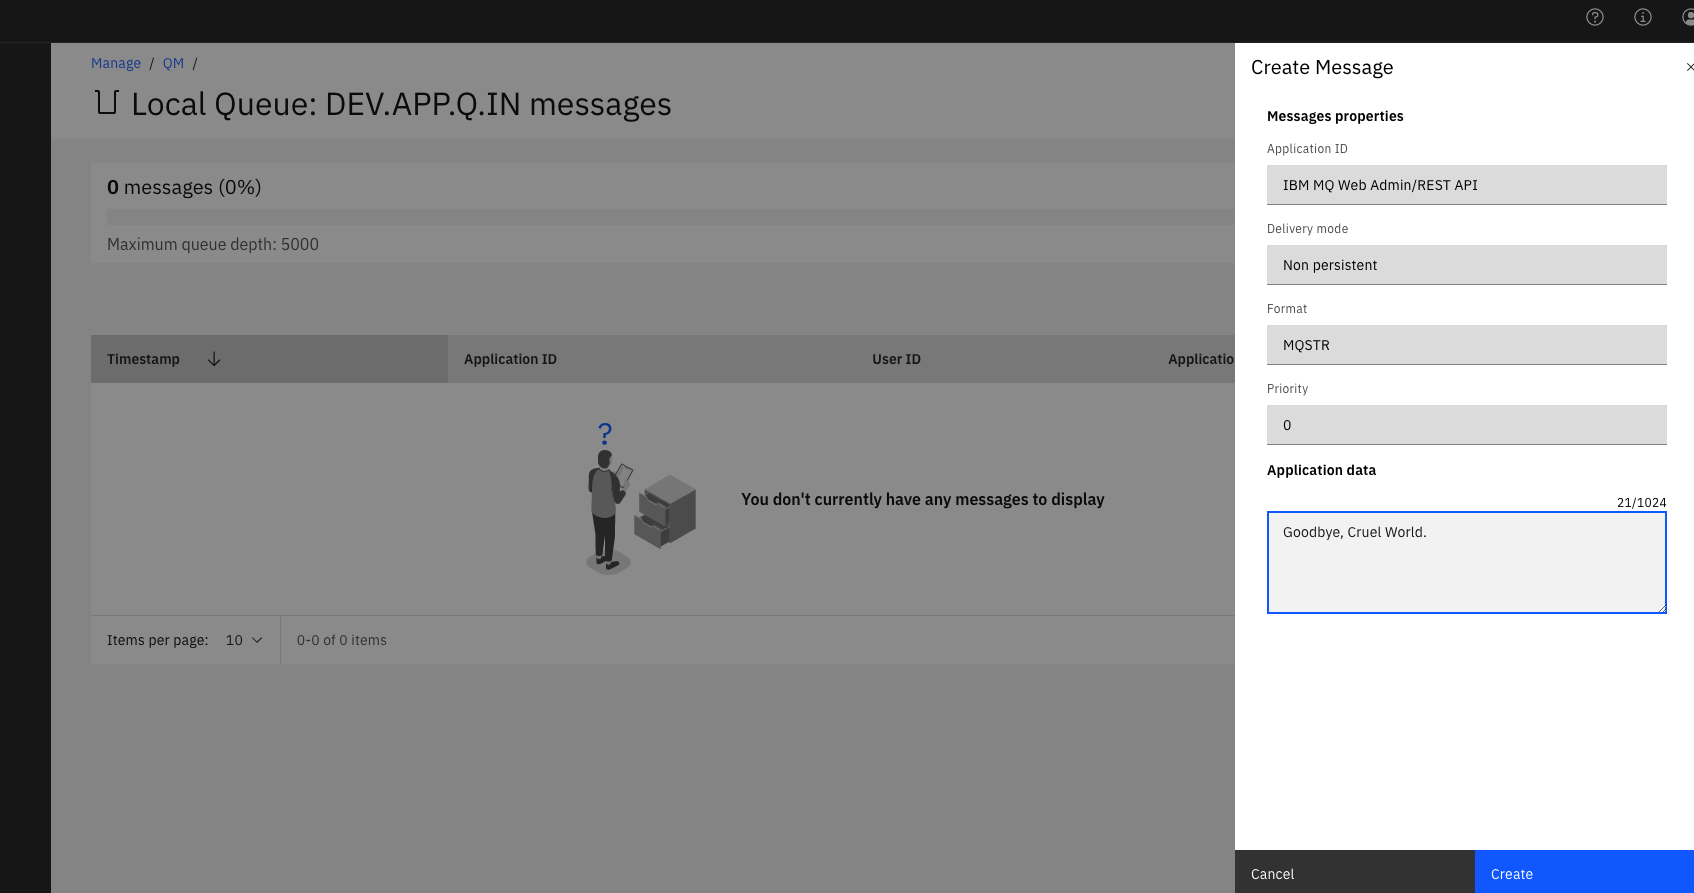 Manage / QM /
Local Queue: DEV.APP.Q.IN messages
0 messages (0%)
Maximum queue depth: 5000
Timestamp Application ID User ID Applicatio
?
You don't currently have any messages to display
Items per page: 10 0-0 of 0 items
Create Message
Messages properties
Application ID
IBM MQ Web Admin/REST API
Delivery mode
Non persistent
Format
MQSTR
Priority
0
Application data
21/1024
Goodbye, Cruel World.
Cancel Create